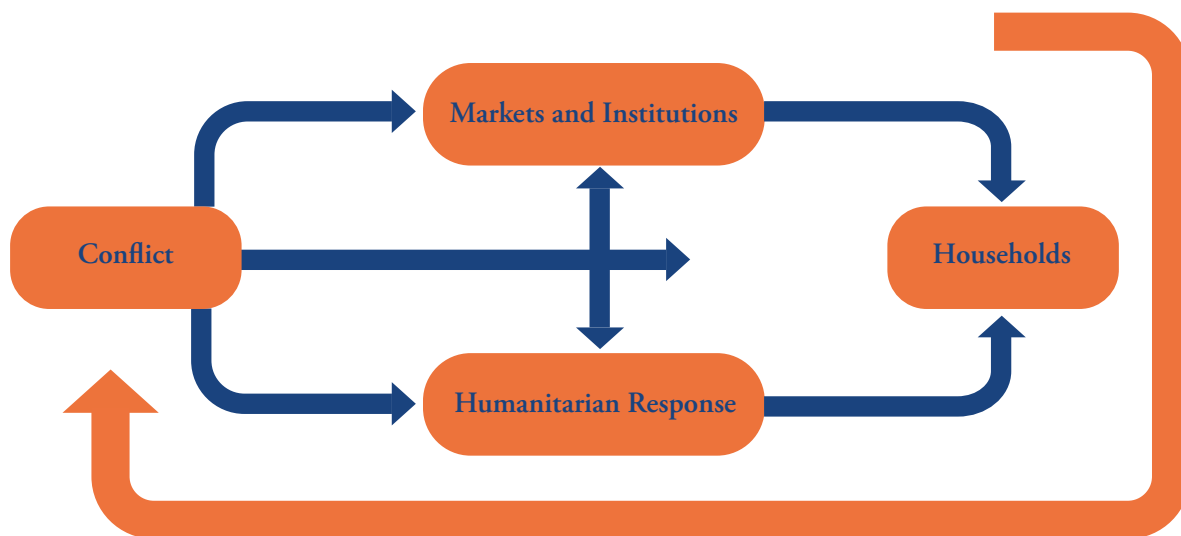 Markets and Institutions
Conflict
Households
Humanitarian Response